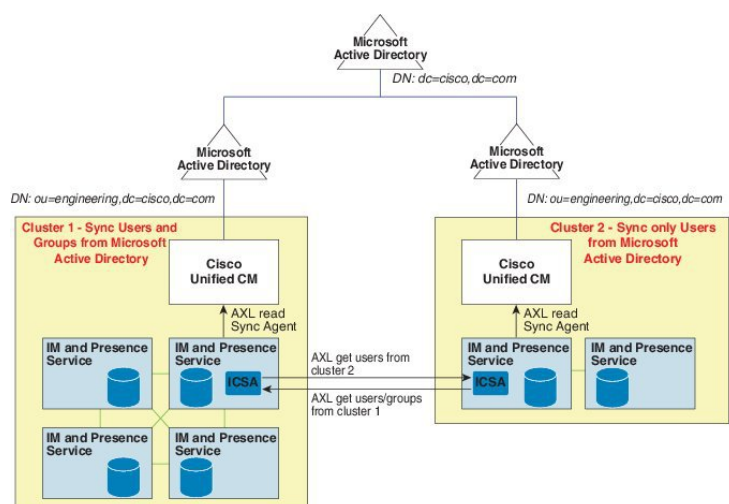 Microsoft
Active Directory
DN: dc=cisco,dc=com
Microsoft
Active Directory
Microsoft
Active Directory
DN: ou=engineering,dc=cisco,dc=com
DN: ou=engineering,dc=cisco,dc=com
Cluster 1 - Sync Users and
Groups from Microsoft
Active Directory
Cisco
Unified CM
AXL read
Sync Agent
IM and Presence
Service
IM and Presence
Service
ICSA
IM and Presence
Service
IM and Presence
Service
AXL get users from
cluster 2
AXL get users/groups
from cluster 1
Cluster 2 - Sync only Users
from Microsoft
Active Directory
Cisco
Unified CM
AXL read
Sync Agent
IM and Presence
Service
ICSA
IM and Presence
Service